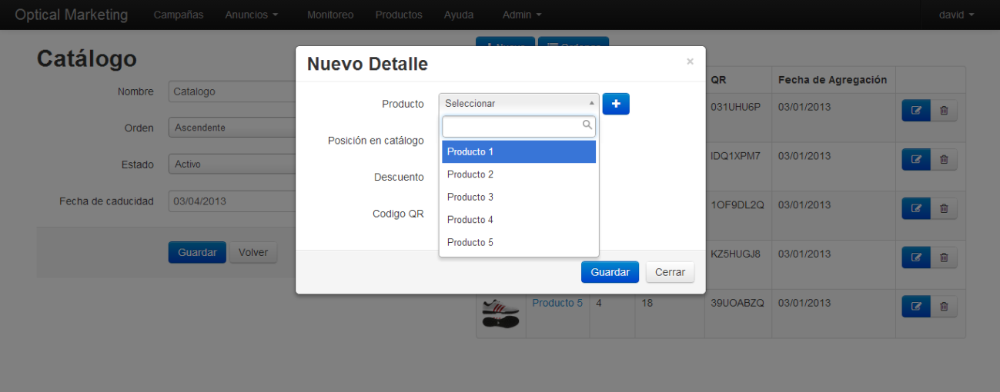 Optical Marketing Campañas Anuncios Monitoreo Productos Ayuda Admin david
Catálogo
Nombre Catalogo
Orden Ascendente
Estado Activo
Fecha de caducidad 03/04/2013
Guardar Volver
Nuevo Detalle ×
Producto Seleccionar
Posición en catálogo
Descuento
Codigo QR
Producto 1
Producto 2
Producto 3
Producto 4
Producto 5
Guardar Cerrar
QR Fecha de Agregación
031UHU6P 03/01/2013
IDQ1XPM7 03/01/2013
1OF9DL2Q 03/01/2013
KZ5HUGJ8 03/01/2013
Producto 5 4 18 39UOABZQ 03/01/2013